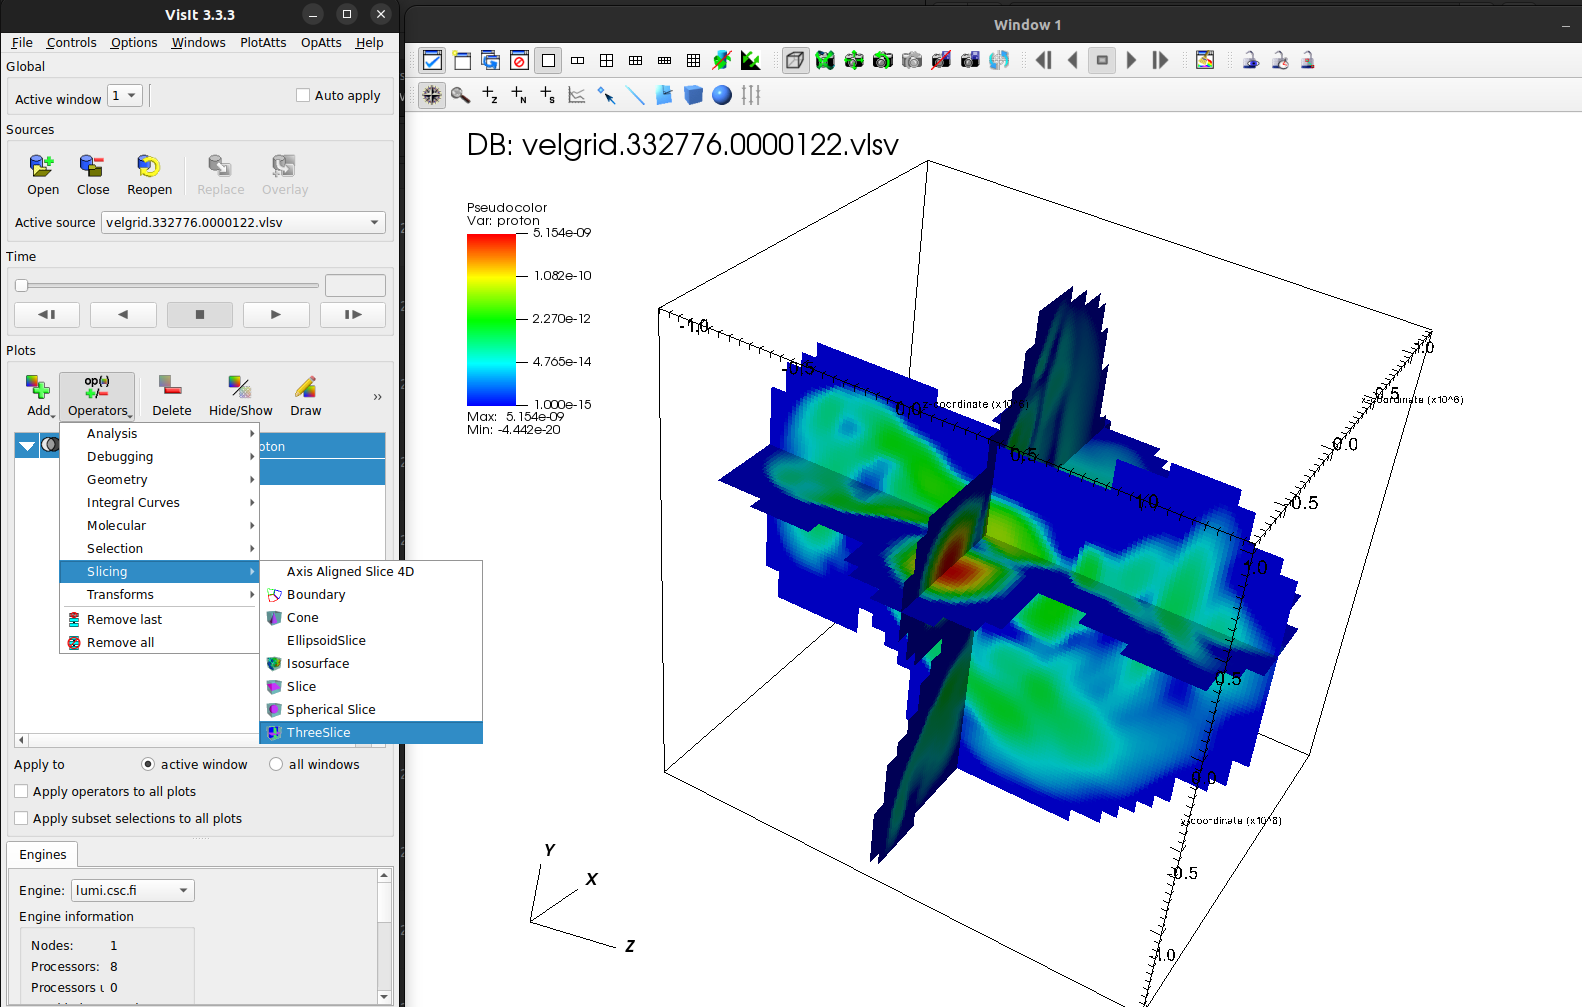 VisIt 3.3.3
File Controls Options Windows PlotAtts OpAtts Help
Global
Active window 1 Auto apply
Sources
Open Close Reopen Replace Overlay
Active source velgrid.332776.0000122.vlsv
Time
Plots
op(
Add Operators Delete Hide/Show Draw
»
oton
Analysis
Debugging
Geometry
Integral Curves
Molecular
Selection
Slicing
Transforms
Remove last
Remove all
Axis Aligned Slice 4D
Boundary
Cone
EllipsoidSlice
Isosurface
Slice
Spherical Slice
ThreeSlice
Apply to active window all windows
Apply operators to all plots
Apply subset selections to all plots
Engines
Engine: lumi.csc.fi
Engine information
Nodes: 1
Processors: 8
Processors u 0
Window 1
DB: velgrid.332776.0000122.vlsv
Pseudocolor
Var: proton
5.154e-09
1.082e-10
2.270e-12
4.765e-14
1.000e-15
Max: 5.154e-09
Min: -4.442e-20
-1.0
-0.5
0.0
z-coordinate (x10^6)
0.5
1.0
1.0
0.5
x-coordinate (x10^6)
0.0
-0.5
1.0
0.5
0.0
y-coordinate (x10^6)
-0.5
-1.0
Y
X
Z